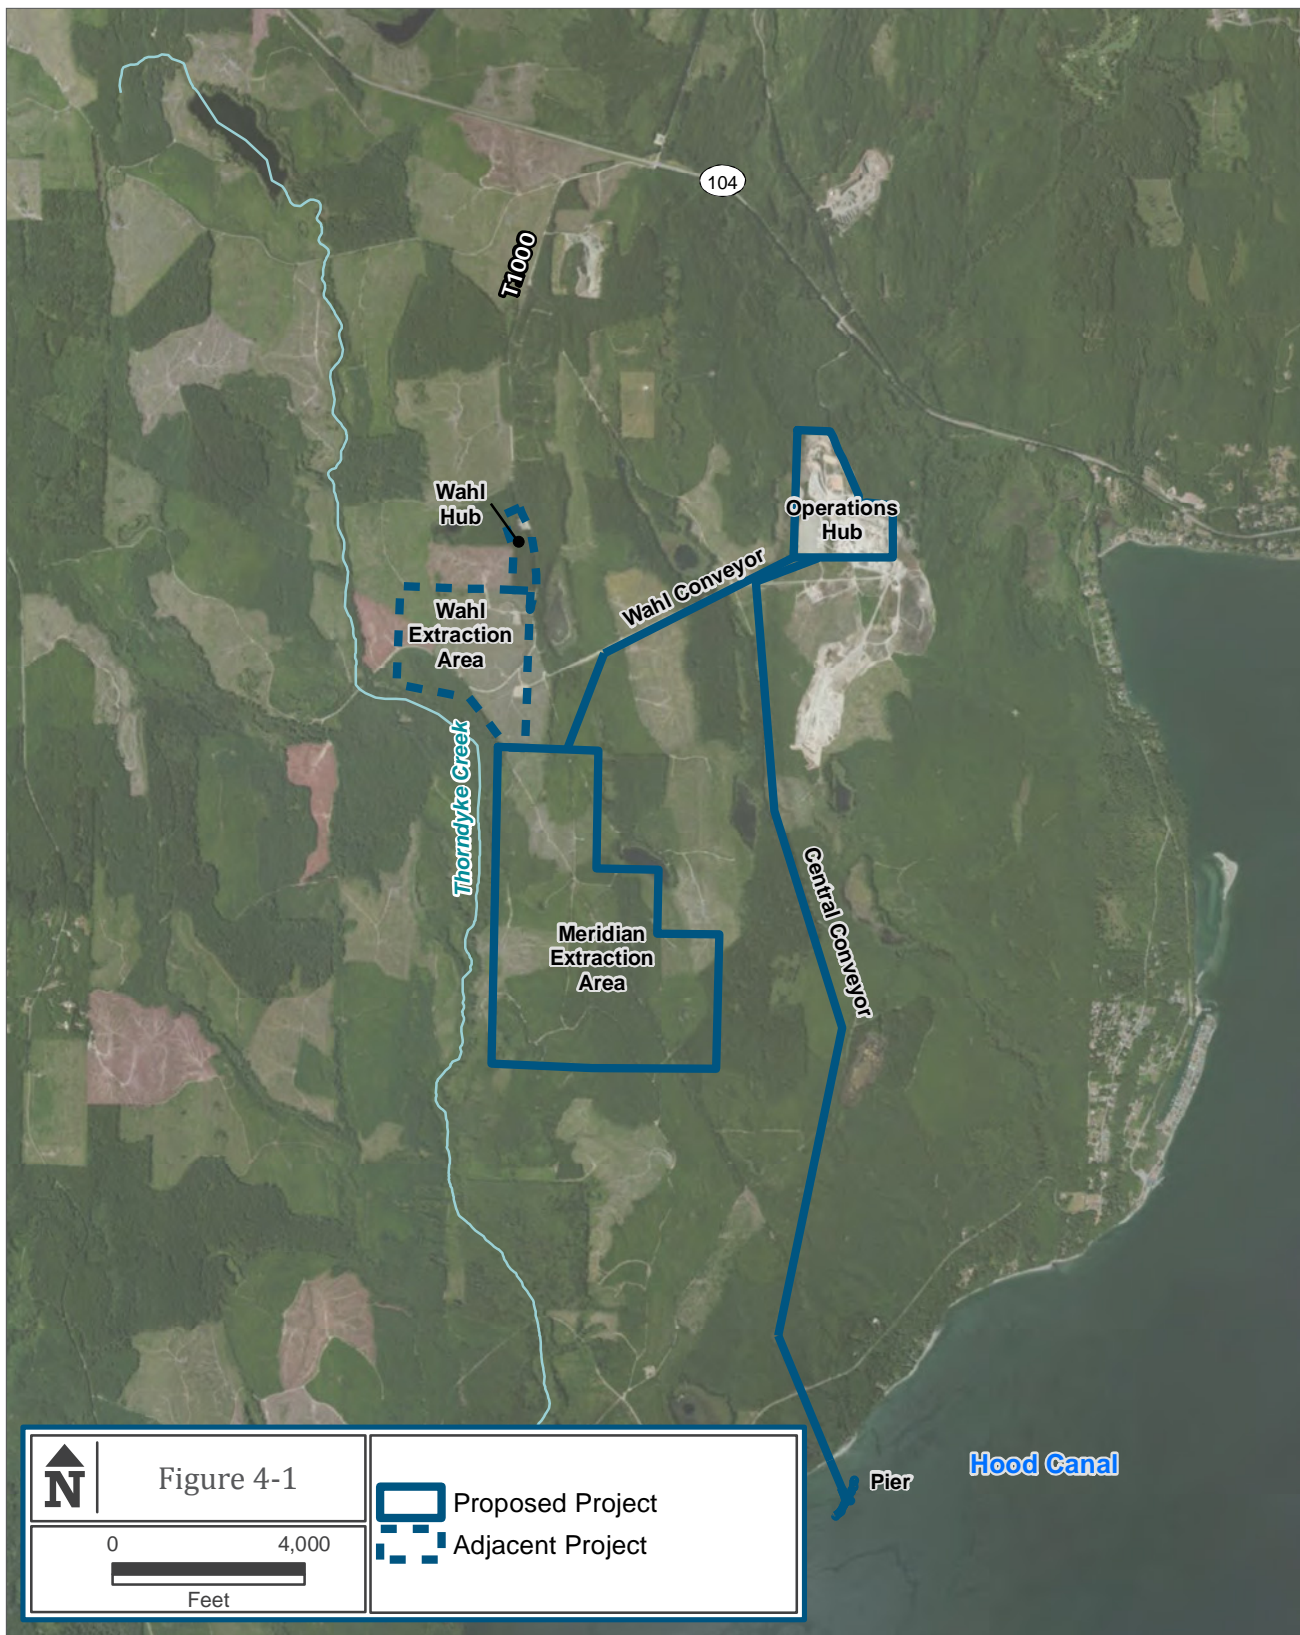 104
T1000
Wahl
Hub
Operations
Hub
Wahl Conveyor
Wahl
Extraction
Area
Thorndyke Creek
Central Conveyor
Meridian
Extraction
Area
Hood Canal
Pier
N
Figure 4-1
0 4,000
Feet
Proposed Project
Adjacent Project